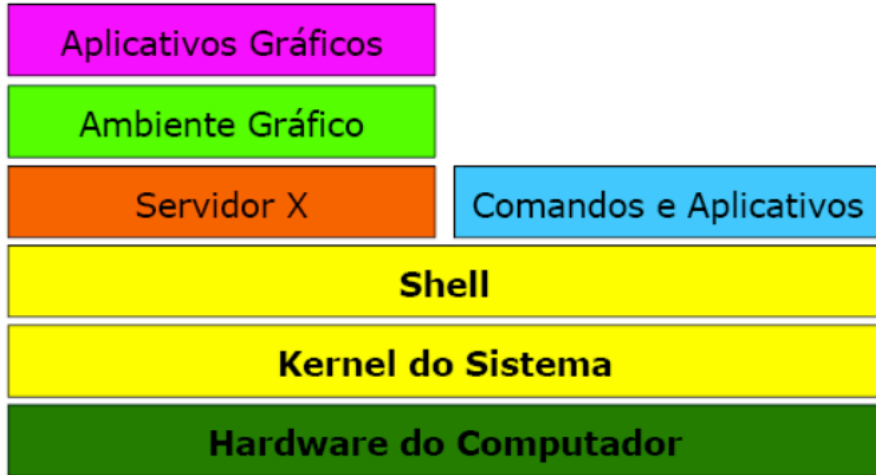 Aplicativos Gráficos
Ambiente Gráfico
Servidor X
Comandos e Aplicativos
Shell
Kernel do Sistema
Hardware do Computador